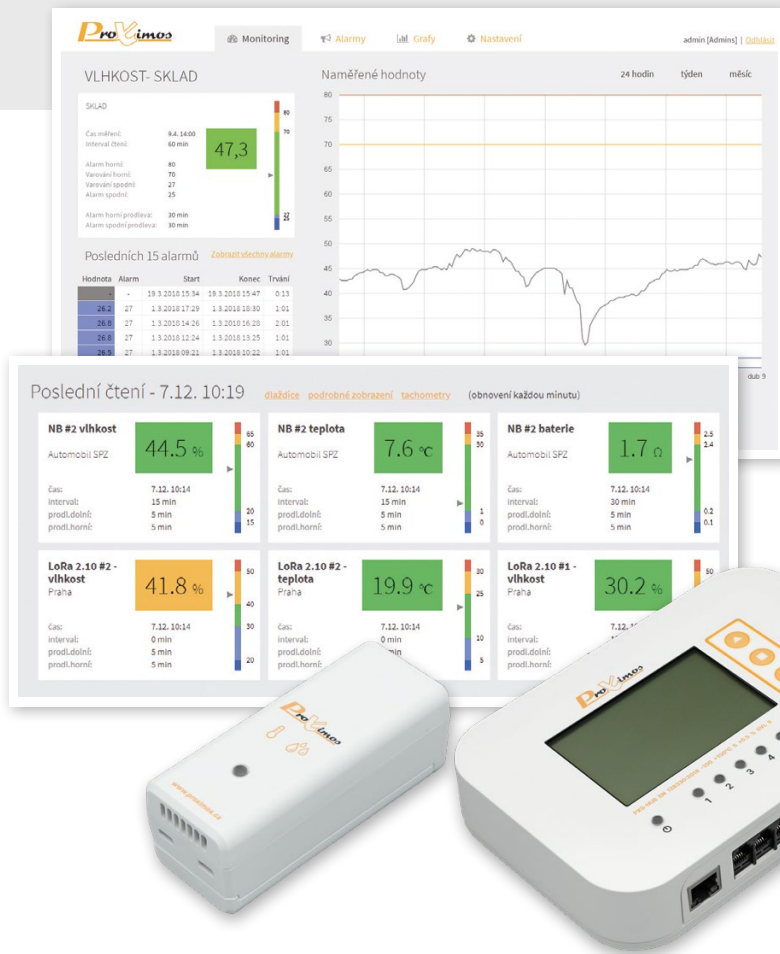 ProXimos
Monitoring
Alarmy
Grafy
Nastavení
admin [Admins] | Odhlásit
VLHKOST- SKLAD
SKLAD
Čas měření: 9.4. 14:00
Interval čtení: 60 min
47,3
Alarm horní: 80
Varování horní: 70
Varování spodní: 27
Alarm spodní: 25
Alarm horní prodleva: 30 min
Alarm spodní prodleva: 30 min
80
70
27
25
Posledních 15 alarmů Zobrazit všechny alarmy
Hodnota Alarm Start Konec Trvání
- - 19.3.2018 15:34 19.3.2018 15:47 0:13
26.2 27 1.3.2018 17:29 1.3.2018 18:30 1:01
26.8 27 1.3.2018 14:26 1.3.2018 16:28 2:01
26.8 27 1.3.2018 12:24 1.3.2018 13:25 1:01
26.5 27 1.3.2018 09:21 1.3.2018 10:22 1:01
Naměřené hodnoty
24 hodin týden měsíc
80
75
70
65
60
55
50
45
40
35
30
dub 9
Poslední čtení - 7.12. 10:19 dlaždice podrobné zobrazení tachometry (obnovení každou minutu)
NB #2 vlhkost
Automobil SPZ
44.5 %
čas: 7.12. 10:14
interval: 15 min
prodl.dolní: 5 min
prodl.horní: 5 min
65
60
20
15
NB #2 teplota
Automobil SPZ
7.6 °C
čas: 7.12. 10:14
interval: 15 min
prodl.dolní: 5 min
prodl.horní: 5 min
35
30
1
0
NB #2 baterie
Automobil SPZ
1.7 Ω
čas: 7.12. 10:14
interval: 30 min
prodl.dolní: 5 min
prodl.horní: 5 min
2.5
2.4
0.2
0.1
LoRa 2.10 #2 -
vlhkost
Praha
41.8 %
čas: 7.12. 10:14
interval: 0 min
prodl.dolní: 5 min
prodl.horní: 5 min
50
40
30
20
LoRa 2.10 #2 -
teplota
Praha
19.9 °C
čas: 7.12. 10:14
interval: 0 min
prodl.dolní:
prodl.horní:
30
25
10
5
LoRa 2.10 #1 -
vlhkost
Praha
30.2 %
čas:
interval:
prodl.dolní:
prodl.horní:
50
ProXimos
www.proximos.cz
ProXimos
1
2
3
4